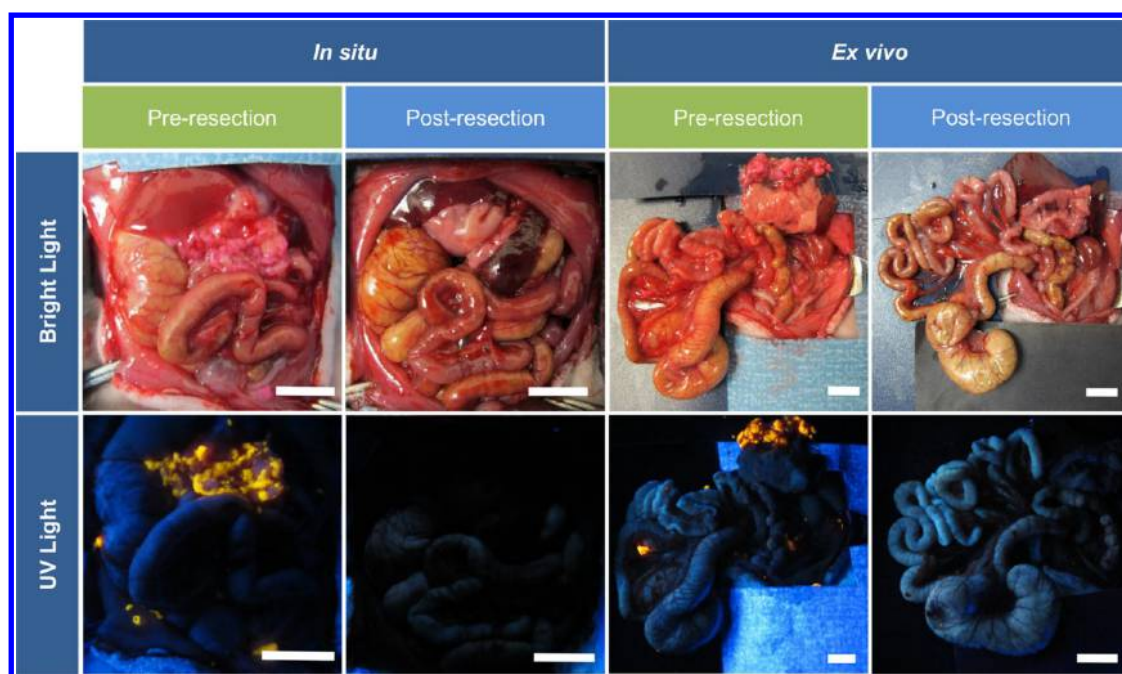 In situ
Ex vivo
Pre-resection
Post-resection
Pre-resection
Post-resection
Bright Light
UV Light